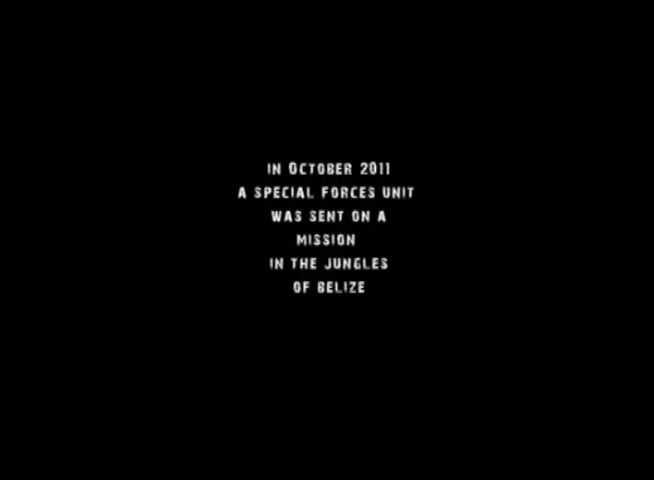 IN OCTOBER 2011
A SPECIAL FORCES UNIT
WAS SENT ON A
MISSION
IN THE JUNGLES
OF BELIZE